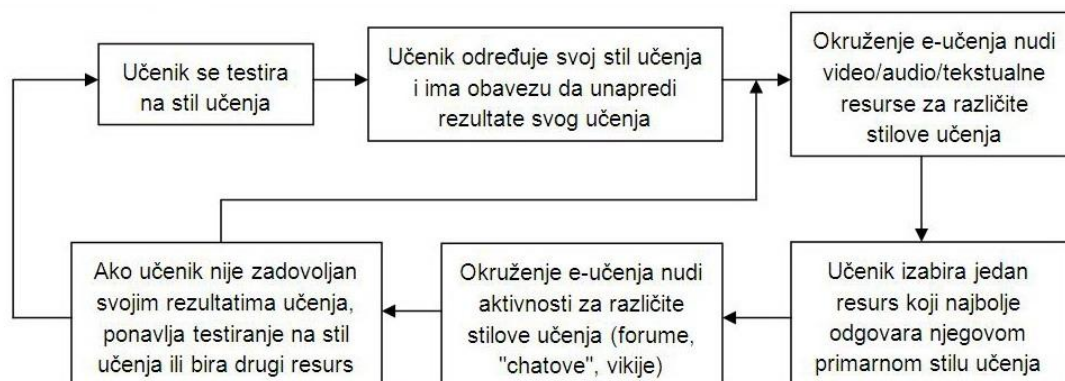 Učenik se testira
na stil učenja
Učenik određuje svoj stil učenja
i ima obavezu da unapredi
rezultate svog učenja
Okruženje e-učenja nudi
video/audio/tekstualne
resurse za različite
stilove učenja
Učenik izabira jedan
resurs koji najbolje
odgovara njegovom
primarnom stilu učenja
Okruženje e-učenja nudi
aktivnosti za različite
stilove učenja (forume,
"chatove", vikije)
Ako učenik nije zadovoljan
svojim rezultatima učenja,
ponavlja testiranje na stil
učenja ili bira drugi resurs